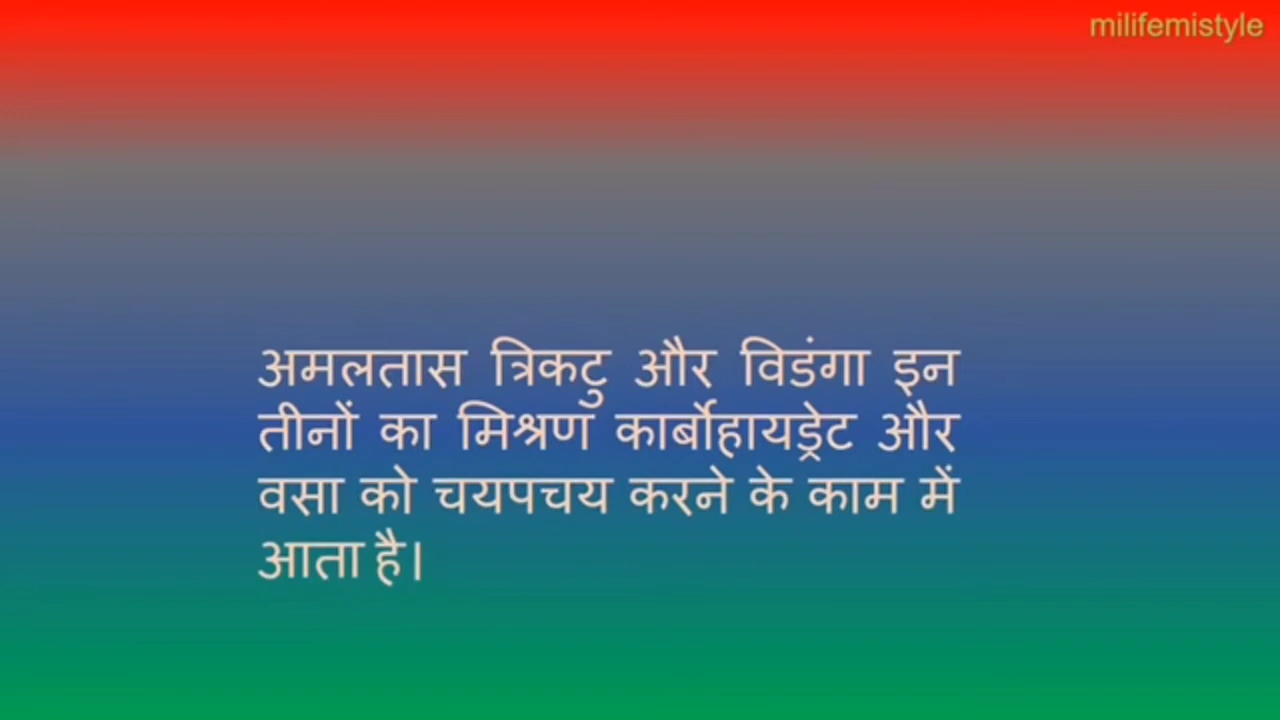 milifemistyle
अमलतास त्रिकटु और विडंगा इन
तीनों का मिश्रण कार्बोहायड्रेट और
वसा को चयपचय करने के काम में
आता है।